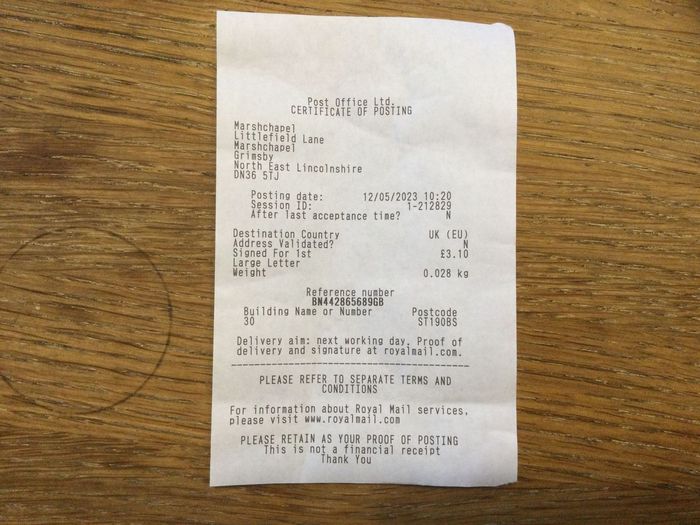 Post Office Ltd.
CERTIFICATE OF POSTING
Marshchapel
Littlefield Lane
Marshchapel
Grimsby
North East Lincolnshire
DN36 5TJ
Posting date: 12/05/2023 10:20
Session ID: 1-212829
After last acceptance time? N
Destination Country UK (EU)
Address Validated? N
Signed For 1st £3.10
Large Letter
Weight 0.028 kg
Reference number
BN442865689GB
Building Name or Number Postcode
30 ST190BS
Delivery aim: next working day. Proof of
delivery and signature at royalmail.com.
PLEASE REFER TO SEPARATE TERMS AND
CONDITIONS
For information about Royal Mail services,
please visit www.royalmail.com
PLEASE RETAIN AS YOUR PROOF OF POSTING
This is not a financial receipt
Thank You